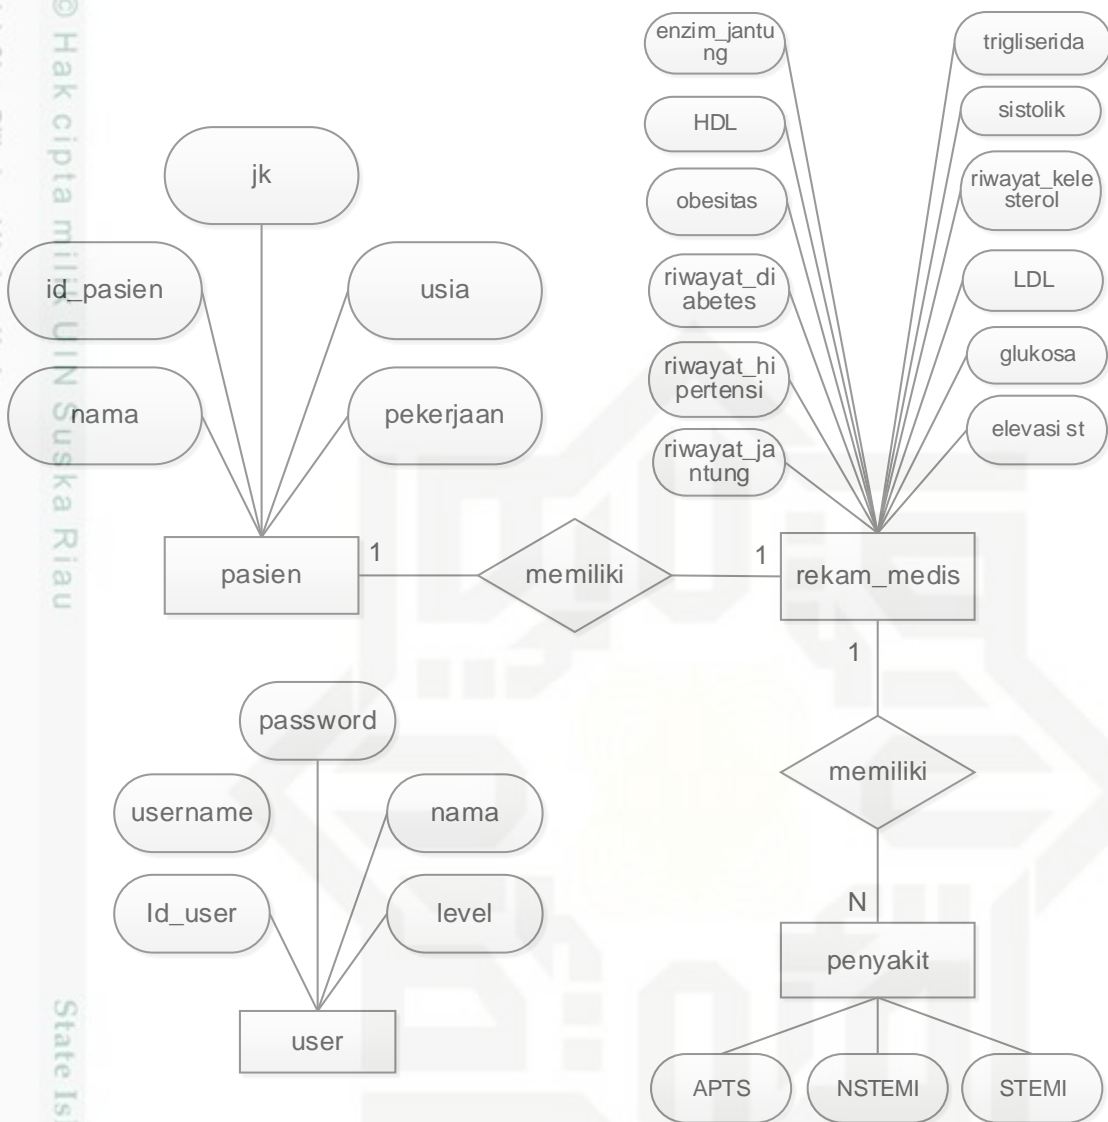 © Hak cipta milik UIN Suska Riau
State Isl
enzim_jantu
ng
HDL
obesitas
riwayat_di
abetes
riwayat_hi
pertensi
riwayat_ja
ntung
trigliserida
sistolik
riwayat_kele
sterol
LDL
glukosa
elevasi st
jk
id_pasien
usia
nama
pekerjaan
pasien
1
memiliki
1
rekam_medis
1
memiliki
N
penyakit
APTS
NSTEMI
STEMI
password
username
nama
Id_user
level
user